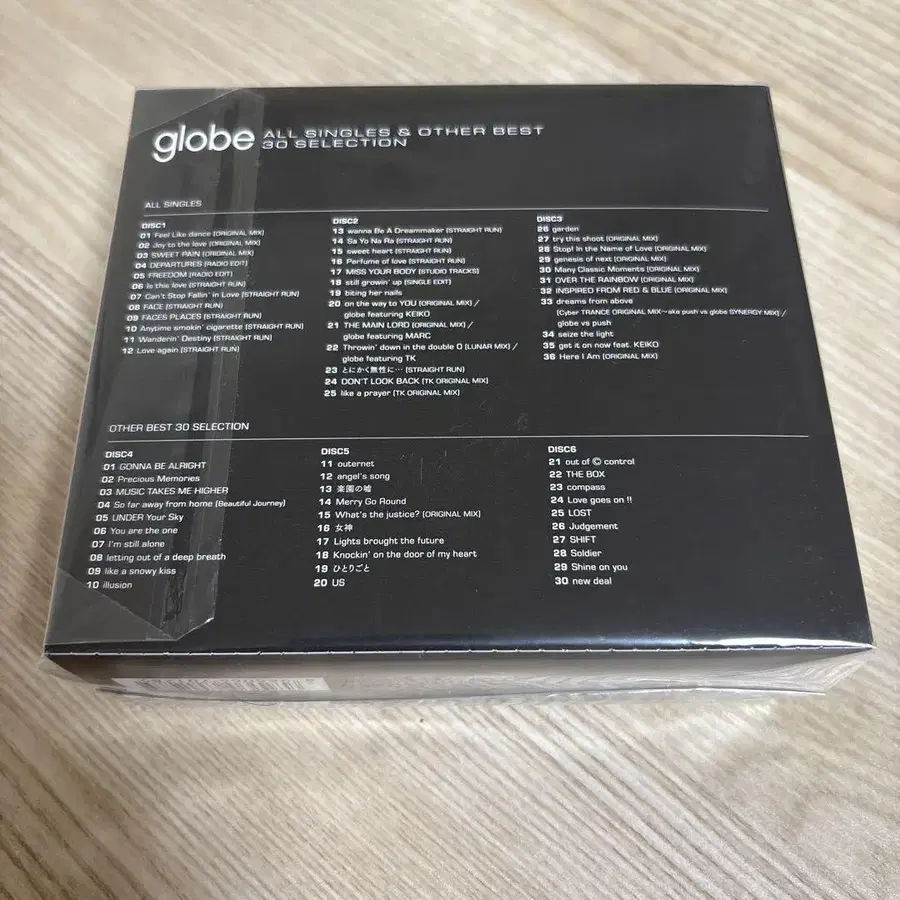 globe ALL SINGLES & OTHER BEST
30 SELECTION
ALL SINGLES
DISC1
01 Feel Like dance [ORIGINAL MIX]
02 Joy to the love [ORIGINAL MIX]
03 SWEET PAIN [ORIGINAL MIX]
04 DEPARTURES [RADIO EDIT]
05 FREEDOM [RADIO EDIT]
06 Is this love [STRAIGHT RUN]
07 Can't Stop Fallin' in Love [STRAIGHT RUN]
08 FACE [STRAIGHT RUN]
09 FACES PLACES [STRAIGHT RUN]
10 Anytime smokin' cigarette [STRAIGHT RUN]
11 Wanderin' Destiny [STRAIGHT RUN]
12 Love again [STRAIGHT RUN]
DISC2
13 wanna Be A Dreammaker [STRAIGHT RUN]
14 Sa Yo Na Ra [STRAIGHT RUN]
15 sweet heart [STRAIGHT RUN]
16 Perfume of love [STRAIGHT RUN]
17 MISS YOUR BODY [STUDIO TRACKS]
18 still growin' up [SINGLE EDIT]
19 biting her nails
20 on the way to YOU [ORIGINAL MIX] /
globe featuring KEIKO
21 THE MAIN LORD [ORIGINAL MIX] /
globe featuring MARC
22 Throwin' down in the double 0 [LUNAR MIX] /
globe featuring TK
23 とにかく無性に… [STRAIGHT RUN]
24 DON'T LOOK BACK [TK ORIGINAL MIX]
25 like a prayer [TK ORIGINAL MIX]
DISC3
26 garden
27 try this shoot [ORIGINAL MIX]
28 Stop! In the Name of Love [ORIGINAL MIX]
29 genesis of next [ORIGINAL MIX]
30 Many Classic Moments [ORIGINAL MIX]
31 OVER THE RAINBOW [ORIGINAL MIX]
32 INSPIRED FROM RED & BLUE [ORIGINAL MIX]
33 dreams from above
[Cyber TRANCE ORIGINAL MIX～aka push vs globe SYNERGY MIX] /
globe vs push
34 seize the light
35 get it on now feat. KEIKO
36 Here I Am [ORIGINAL MIX]
OTHER BEST 30 SELECTION
DISC4
01 GONNA BE ALRIGHT
02 Precious Memories
03 MUSIC TAKES ME HIGHER
04 So far away from home (Beautiful Journey)
05 UNDER Your Sky
06 You are the one
07 I'm still alone
08 letting out of a deep breath
09 like a snowy kiss
10 illusion
DISC5
11 outernet
12 angel's song
13 楽園の嘘
14 Merry Go Round
15 What's the justice? [ORIGINAL MIX]
16 女神
17 Lights brought the future
18 Knockin' on the door of my heart
19 ひとりごと
20 US
DISC6
21 out of © control
22 THE BOX
23 compass
24 Love goes on !!
25 LOST
26 Judgement
27 SHIFT
28 Soldier
29 Shine on you
30 new deal